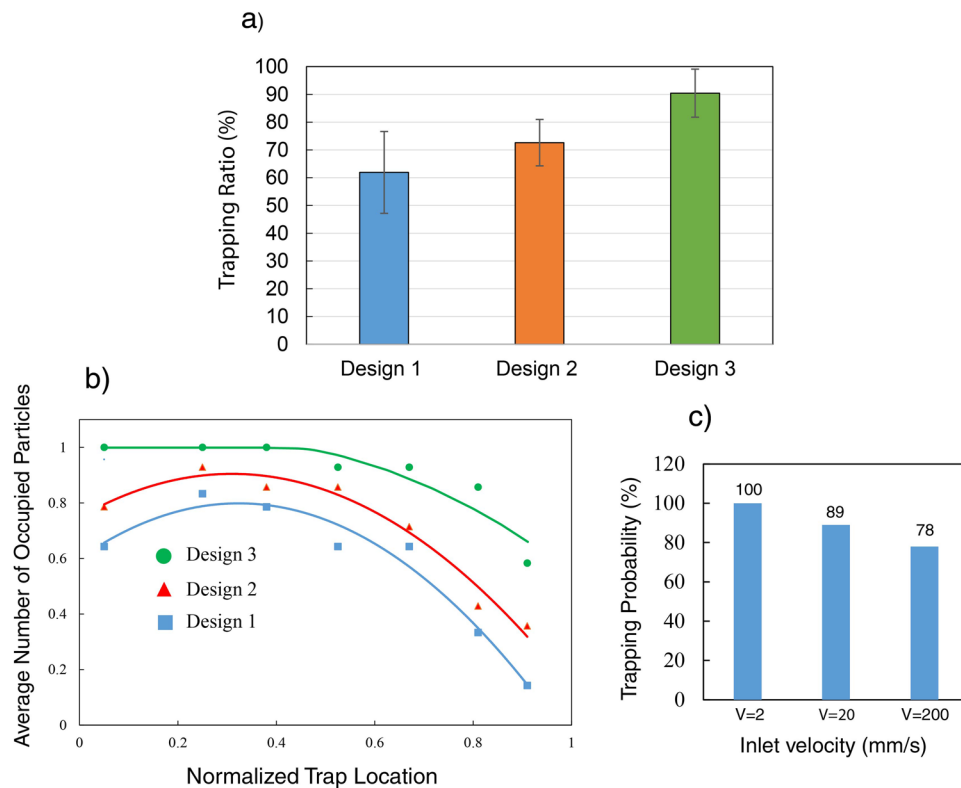 a)
100
90
80
70
60
50
40
30
20
10
0
Trapping Ratio (%)
Design 1 Design 2 Design 3
b)
1
0.8
0.6
0.4
0.2
0
Average Number of Occupied Particles
Design 3
Design 2
Design 1
0 0.2 0.4 0.6 0.8 1
Normalized Trap Location
c)
120
100
80
60
40
20
0
Trapping Probability (%)
100
89
78
V=2 V=20 V=200
Inlet velocity (mm/s)